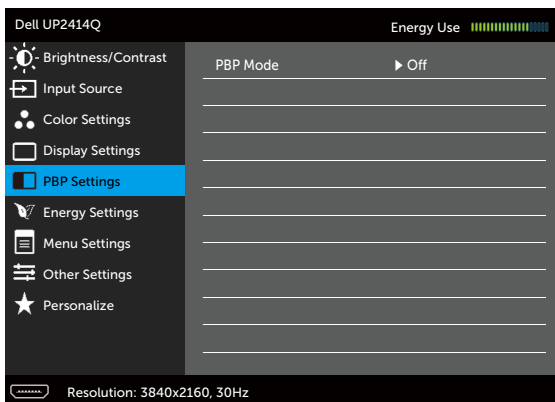 Dell UP2414Q Energy Use
Brightness/Contrast
PBP Mode Off
Input Source
Color Settings
Display Settings
PBP Settings
Energy Settings
Menu Settings
Other Settings
Personalize
Resolution: 3840x2160, 30Hz